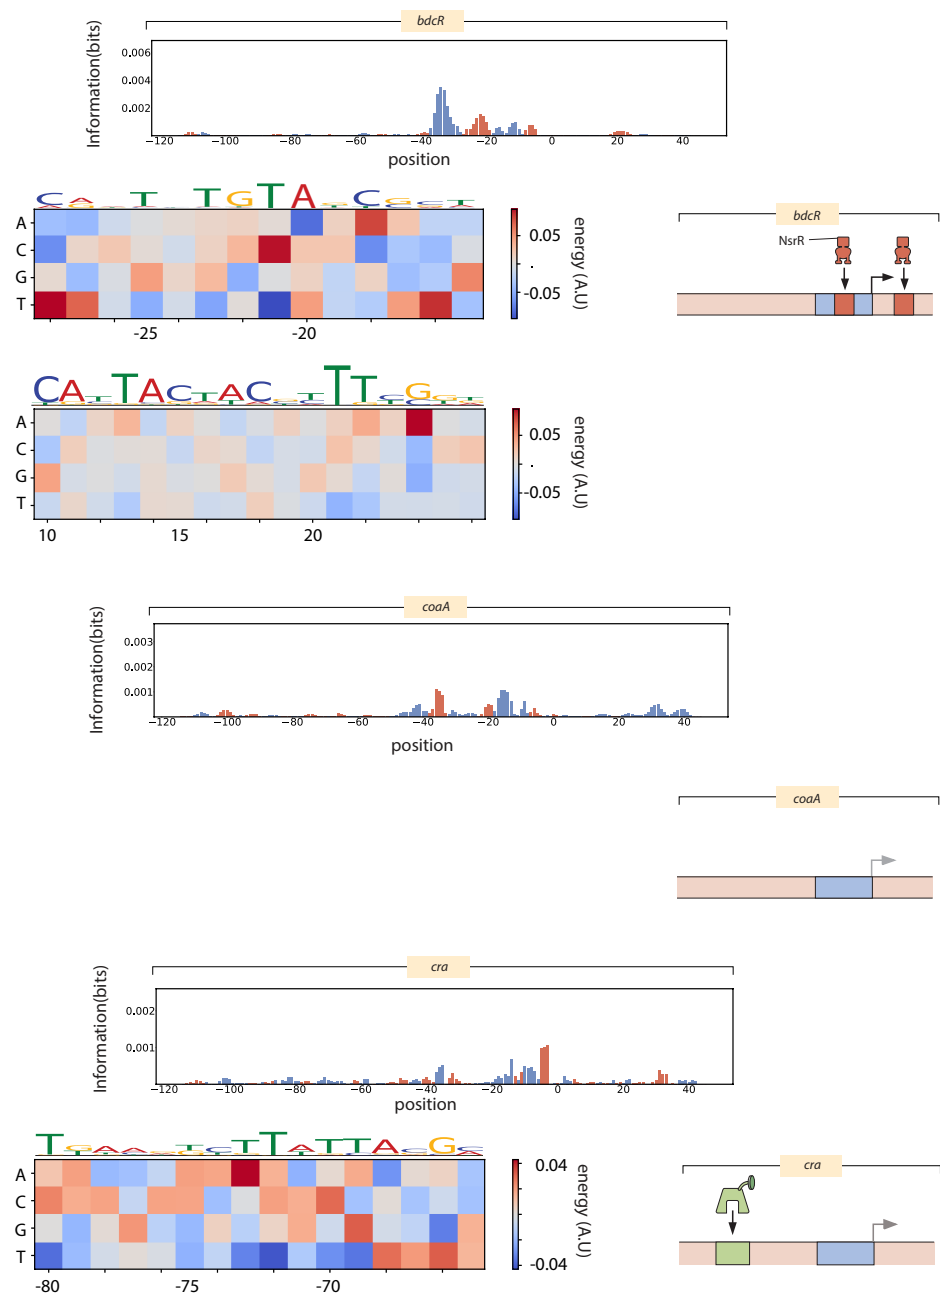 bdcR
Information(bits)
0.006
0.004
0.002
−120 −100 −80 −60 −40 −20 0 20 40
position
A
C
G
T
-25 -20
0.05
-0.05
energy (A.U)
bdcR
NsrR
A
C
G
T
10 15 20
0.05
-0.05
energy (A.U)
coaA
Information(bits)
0.003
0.002
0.001
−120 −100 −80 −60 −40 −20 0 20 40
position
coaA
cra
Information(bits)
0.002
0.001
−120 −100 −80 −60 −40 −20 0 20 40
position
A
C
G
T
-80 -75 -70
0.04
-0.04
energy (A.U)
cra